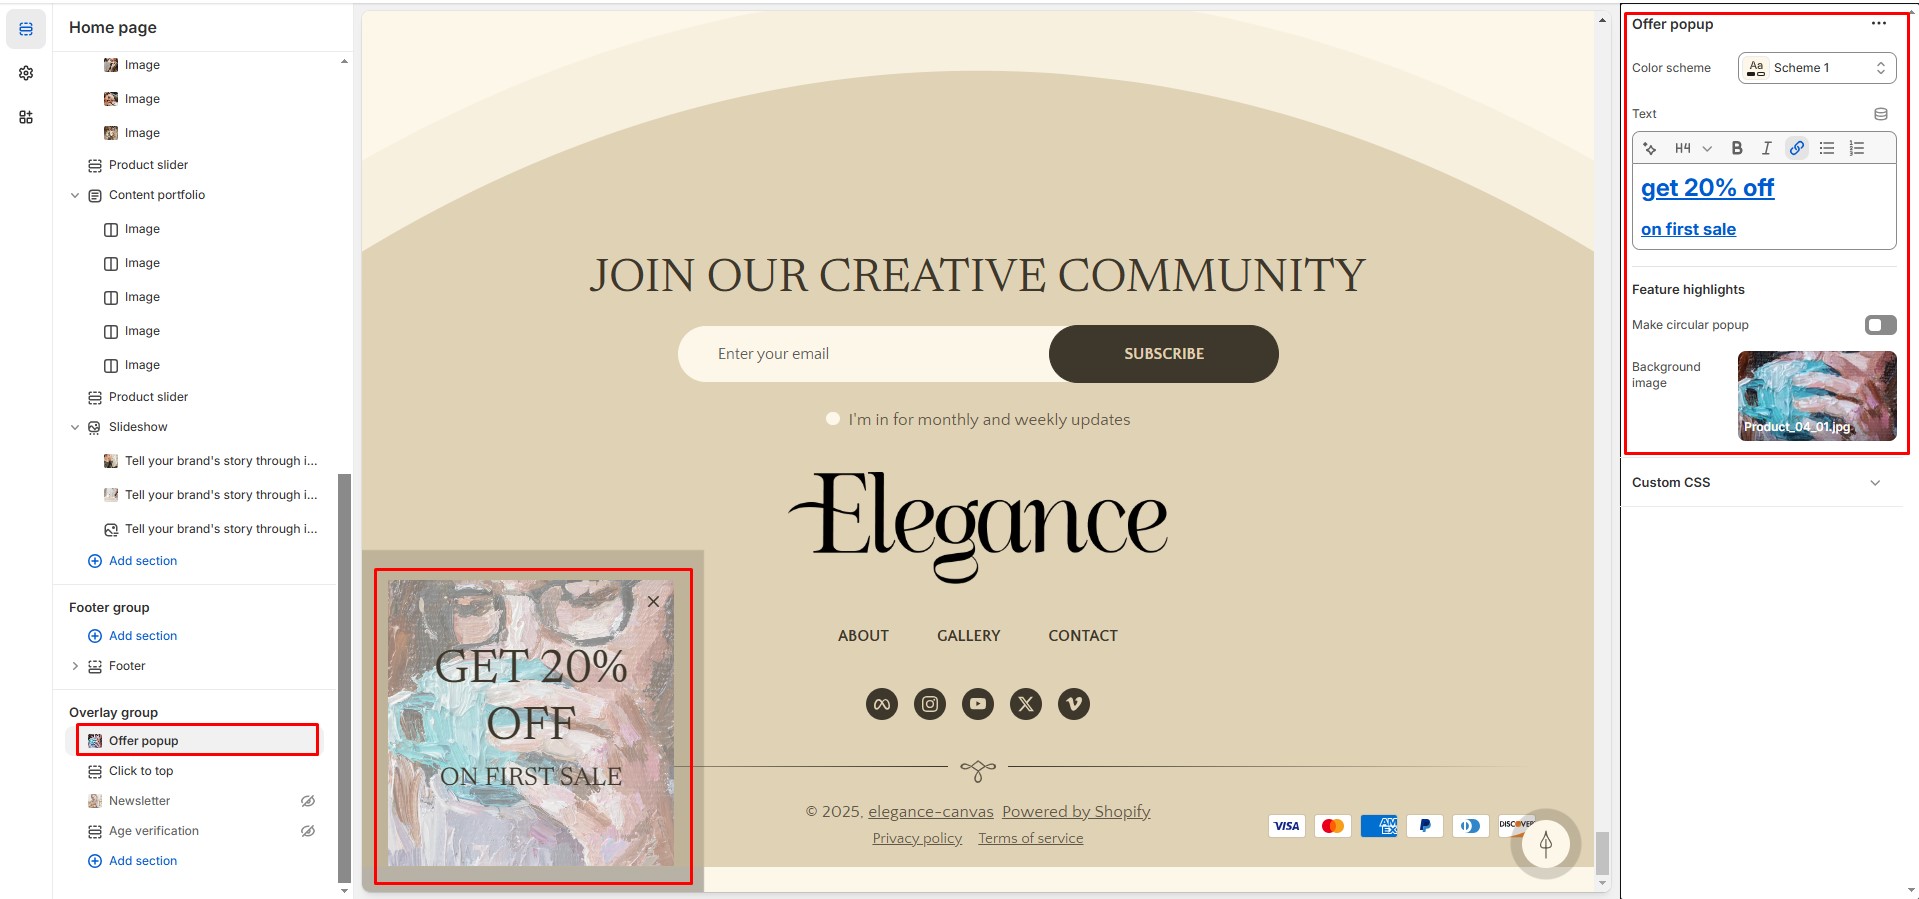 Home page
Image
Image
Image
Product slider
Content portfolio
Image
Image
Image
Image
Image
Product slider
Slideshow
Tell your brand's story through i...
Tell your brand's story through i...
Tell your brand's story through i...
Add section
Footer group
Add section
Footer
Overlay group
Offer popup
Click to top
Newsletter
Age verification
Add section
JOIN OUR CREATIVE COMMUNITY
Enter your email
SUBSCRIBE
I'm in for monthly and weekly updates
Elegance
GET 20%
OFF
ON FIRST SALE
ABOUT GALLERY CONTACT
© 2025, elegance-canvas Powered by Shopify
Privacy policy Terms of service
VISA
AM
EX
DISCOVER
Offer popup
Color scheme
Aa
Scheme 1
Text
H4
B I
get 20% off
on first sale
Feature highlights
Make circular popup
Background
image
Product_04_01.jpg
Custom CSS